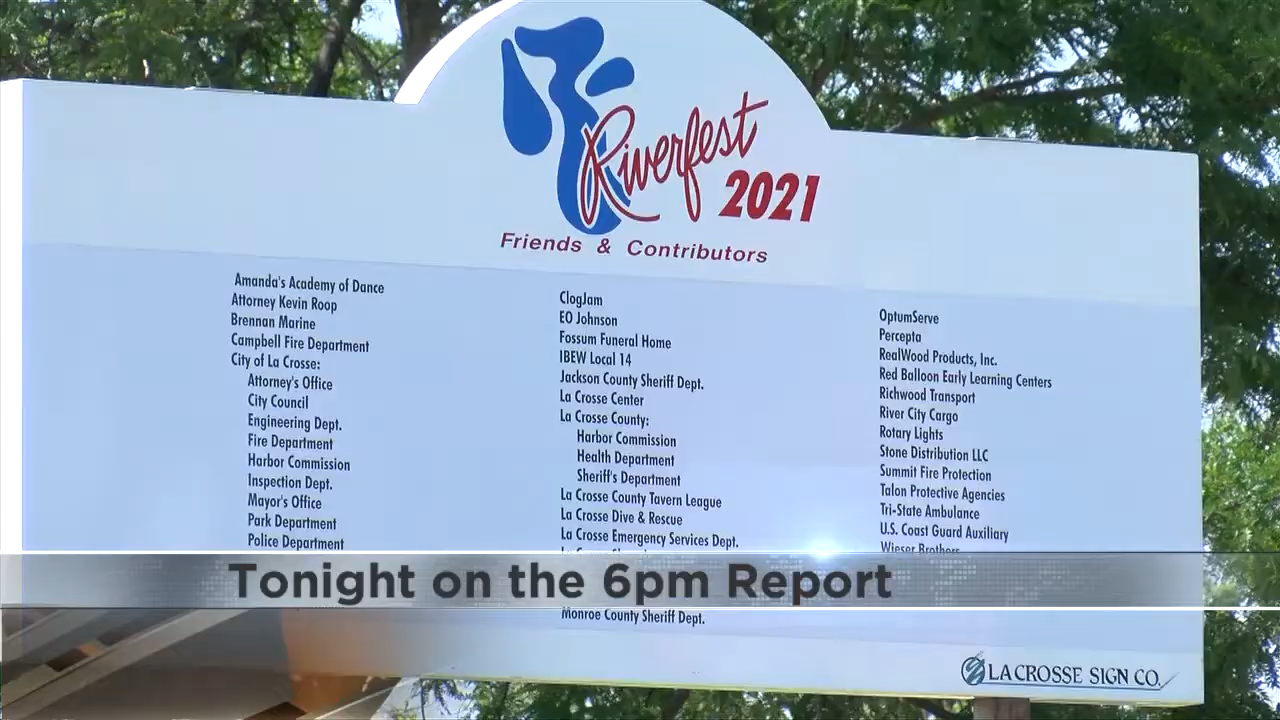 Riverfest
2021
Friends & Contributors
Amanda's Academy of Dance
Attorney Kevin Roop
Brennan Marine
Campbell Fire Department
City of La Crosse:
Attorney's Office
City Council
Engineering Dept.
Fire Department
Harbor Commission
Inspection Dept.
Mayor's Office
Park Department
Police Department
ClogJam
EO Johnson
Fossum Funeral Home
IBEW Local 14
Jackson County Sheriff Dept.
La Crosse Center
La Crosse County:
Harbor Commission
Health Department
Sheriff's Department
La Crosse County Tavern League
La Crosse Dive & Rescue
La Crosse Emergency Services Dept.
Monroe County Sheriff Dept.
OptumServe
Percepta
RealWood Products, Inc.
Red Balloon Early Learning Centers
Richwood Transport
River City Cargo
Rotary Lights
Stone Distribution LLC
Summit Fire Protection
Talon Protective Agencies
Tri-State Ambulance
U.S. Coast Guard Auxiliary
Wieser Brothers
Tonight on the 6pm Report
LA CROSSE SIGN CO.